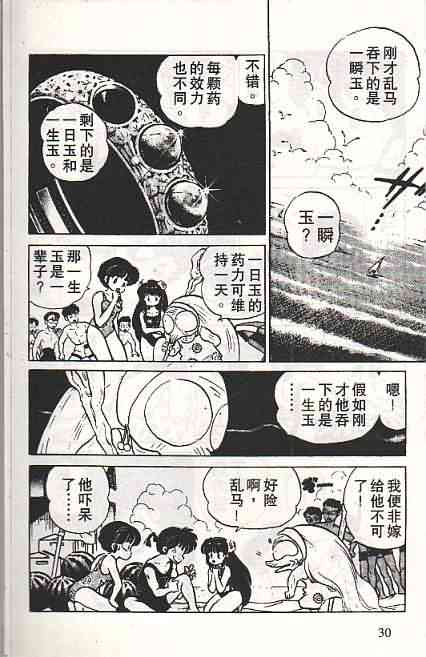 刚才乱马
吞下的是
一瞬玉。
一瞬
玉？
不错。
每颗药
的效力
也不同。
剩下的是
一日玉和
一生玉。
一日玉的
药力可维
持一天。
那一生
玉是一
辈子？
嗯！
假如刚
才他吞
下的是
一生玉
……
我便非嫁
给他不可
了！
好险
啊，
乱马！
他吓呆
了……
30